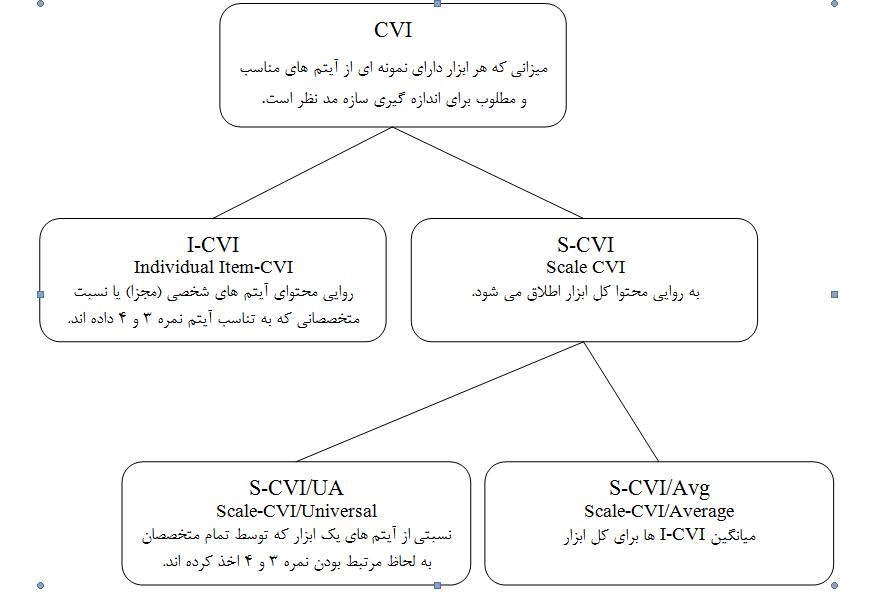 CVI
میزانی که هر ابزار دارای نمونه ای از آیتم های مناسب
و مطلوب برای اندازه گیری سازه مد نظر است.
I-CVI
Individual Item-CVI
روایی محتوای آیتم های شخصی (مجزا) یا نسبت
متخصصانی که به تناسب آیتم نمره ۳ و ۴ داده اند.
S-CVI
Scale CVI
به روایی محتوا کل ابزار اطلاق می شود.
S-CVI/UA
Scale-CVI/Universal
نسبتی از آیتم های یک ابزار که توسط تمام متخصصان
به لحاظ مرتبط بودن نمره ۳ و ۴ اخذ کرده اند.
S-CVI/Avg
Scale-CVI/Average
میانگین I-CVI ها برای کل ابزار